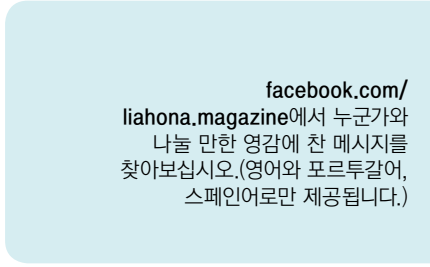 facebook.com/
liahona.magazine에서 누군가와
나눌 만한 영감에 찬 메시지를
찾아보십시오.(영어와 포르투갈어,
스페인어로만 제공됩니다.)